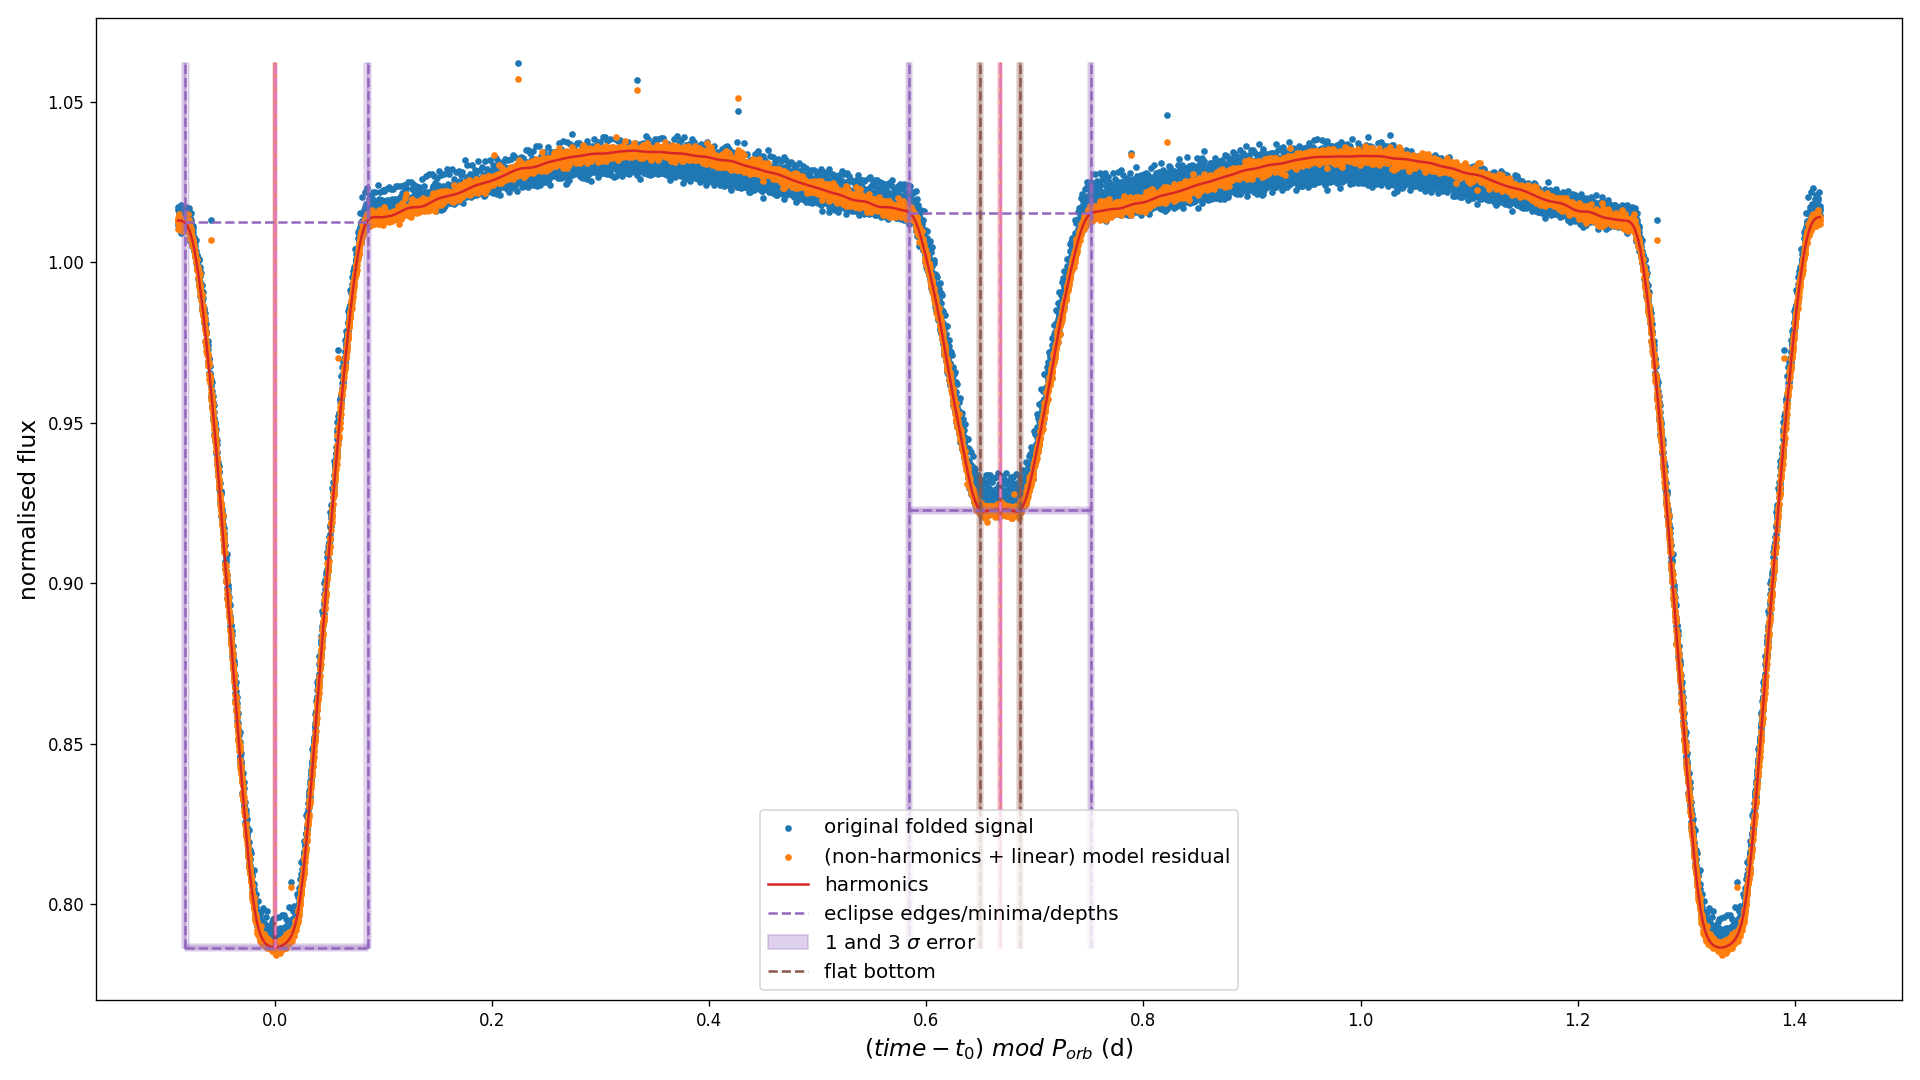 normalised flux
1.05
1.00
0.95
0.90
0.85
0.80
original folded signal
(non-harmonics + linear) model residual
harmonics
eclipse edges/minima/depths
1 and 3 σ error
flat bottom
0.0 0.2 0.4 0.6 0.8 1.0 1.2 1.4
(time − t₀) mod Pₒᵣb (d)